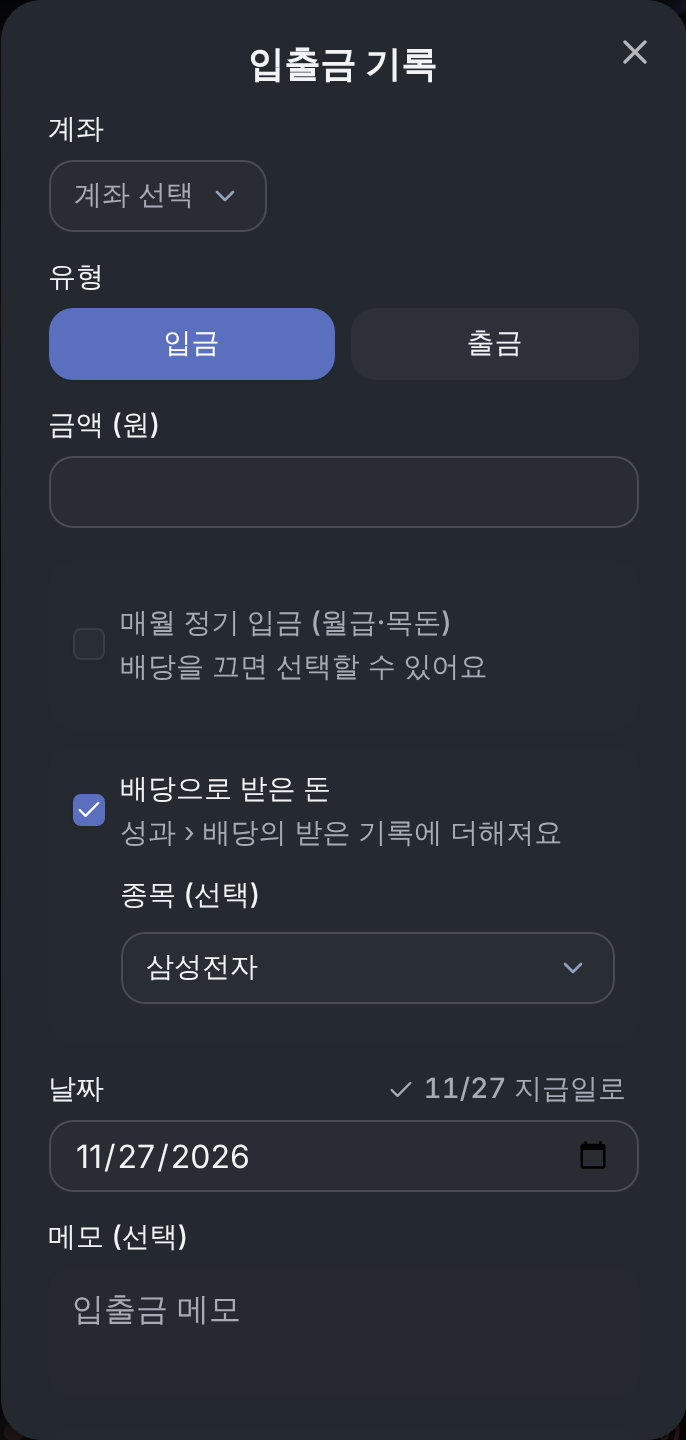 입출금 기록
계좌
계좌 선택
유형
입금
출금
금액 (원)
매월 정기 입금 (월급·목돈)
배당을 끄면 선택할 수 있어요
배당으로 받은 돈
성과 › 배당의 받은 기록에 더해져요
종목 (선택)
삼성전자
날짜
11/27 지급일로
11/27/2026
메모 (선택)
입출금 메모